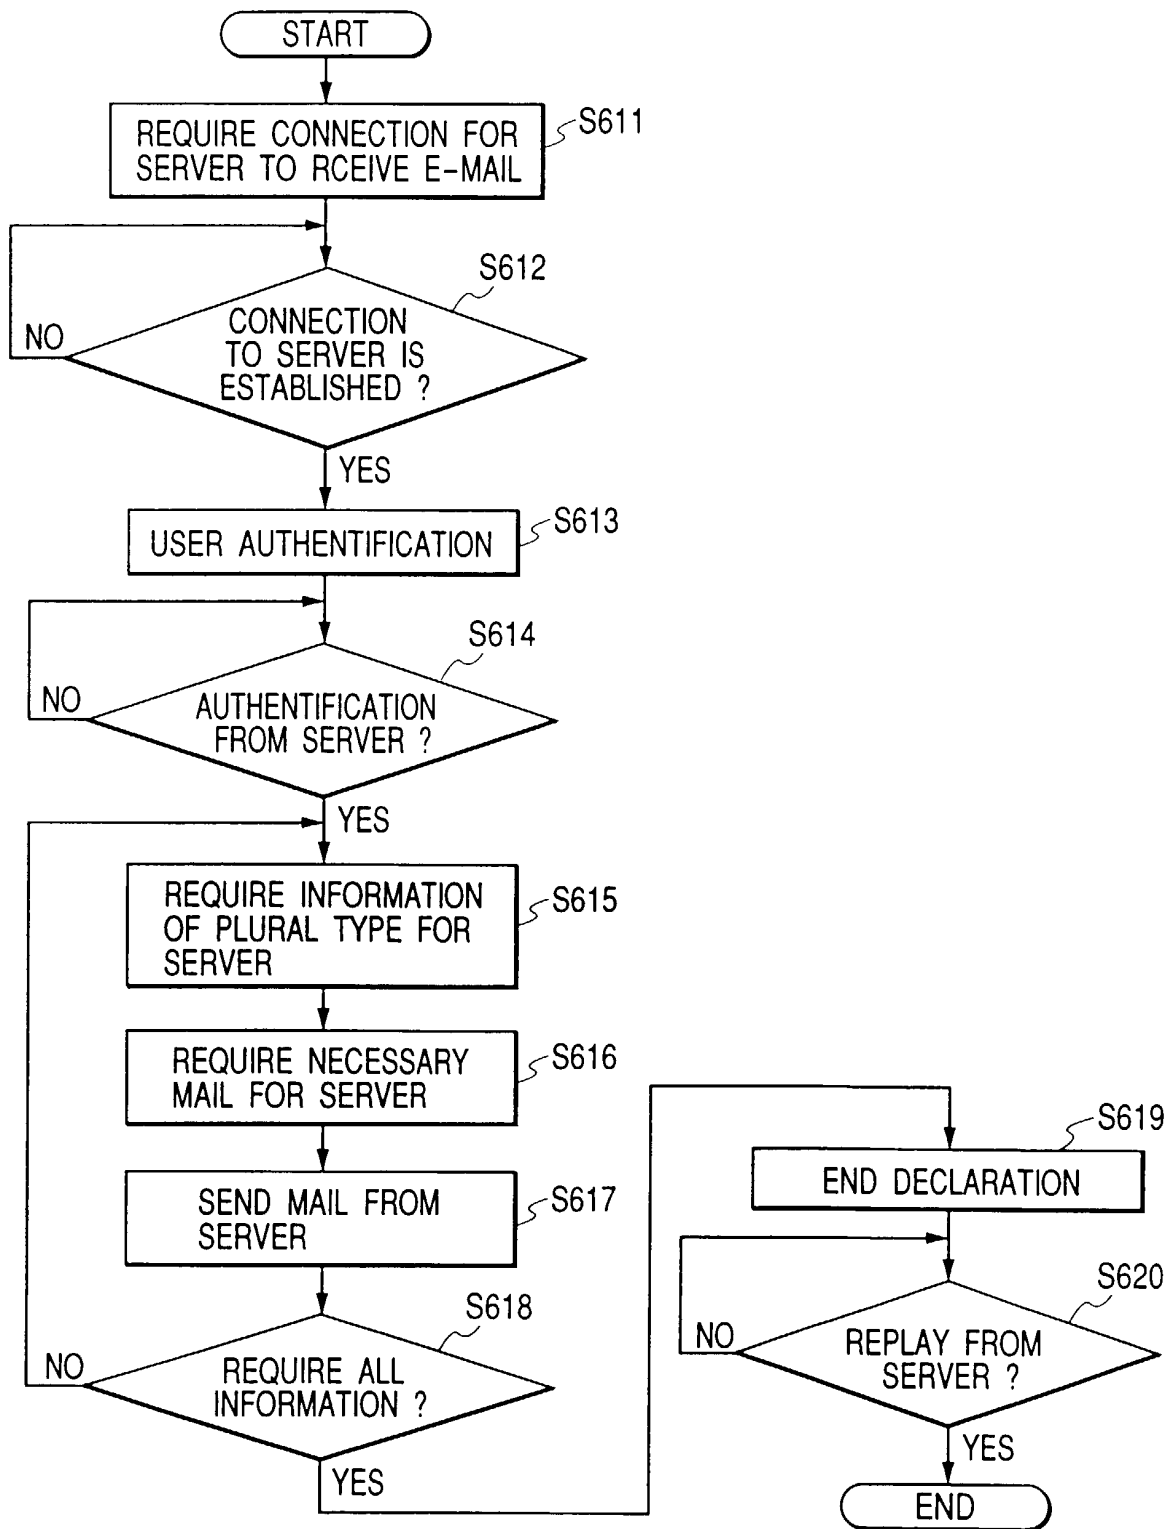 START
REQUIRE CONNECTION FOR
SERVER TO RCEIVE E-MAIL
S611
S612
CONNECTION
TO SERVER IS
ESTABLISHED ?
NO
YES
USER AUTHENTIFICATION
S613
S614
AUTHENTIFICATION
FROM SERVER ?
NO
YES
REQUIRE INFORMATION
OF PLURAL TYPE FOR
SERVER
S615
REQUIRE NECESSARY
MAIL FOR SERVER
S616
SEND MAIL FROM
SERVER
S617
S618
REQUIRE ALL
INFORMATION ?
NO
YES
S619
END DECLARATION
S620
REPLAY FROM
SERVER ?
NO
YES
END